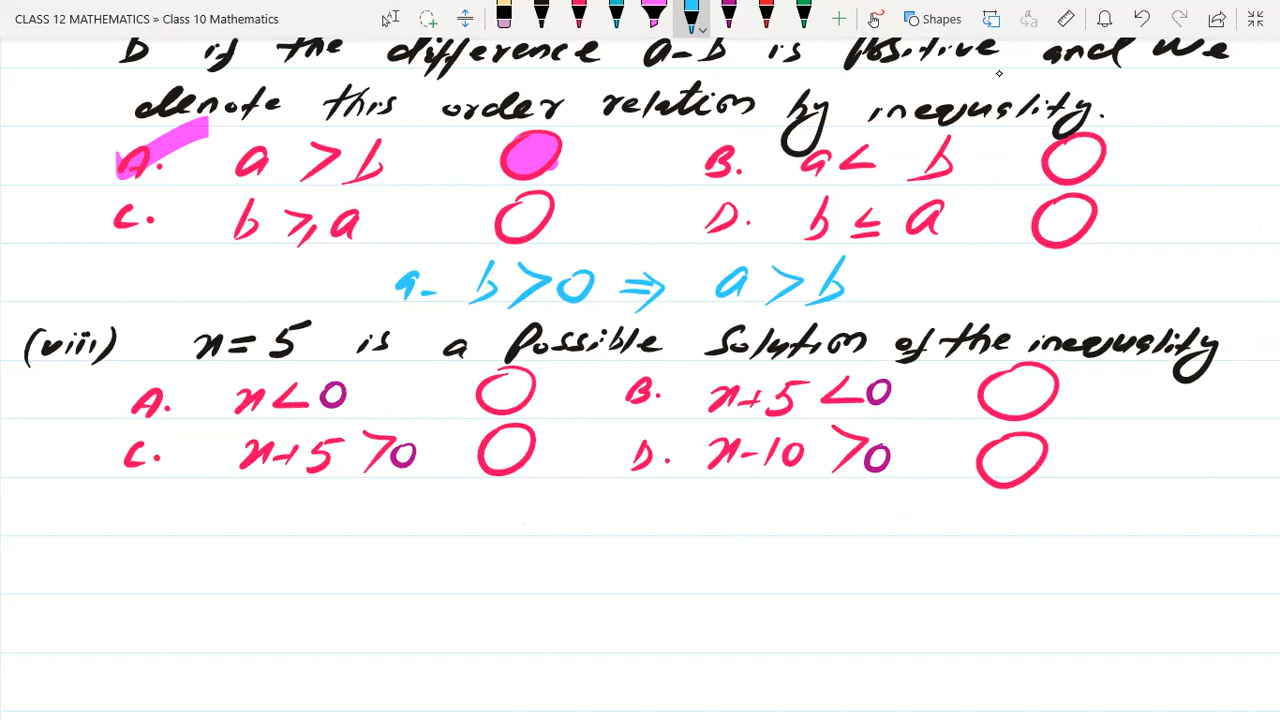 CLASS 12 MATHEMATICS » Class 10 Mathematics
Shapes
b if the difference a-b is Positive and we
denote this order relation by inequality.
A. a > b B. a < b
C. b ≥ a D. b ≤ a
a - b > 0 ⇒ a > b
(viii) x = 5 is a Possible Solution of the inequality
A. x < 0 B. x + 5 < 0
C. x + 5 > 0 D. x - 10 > 0